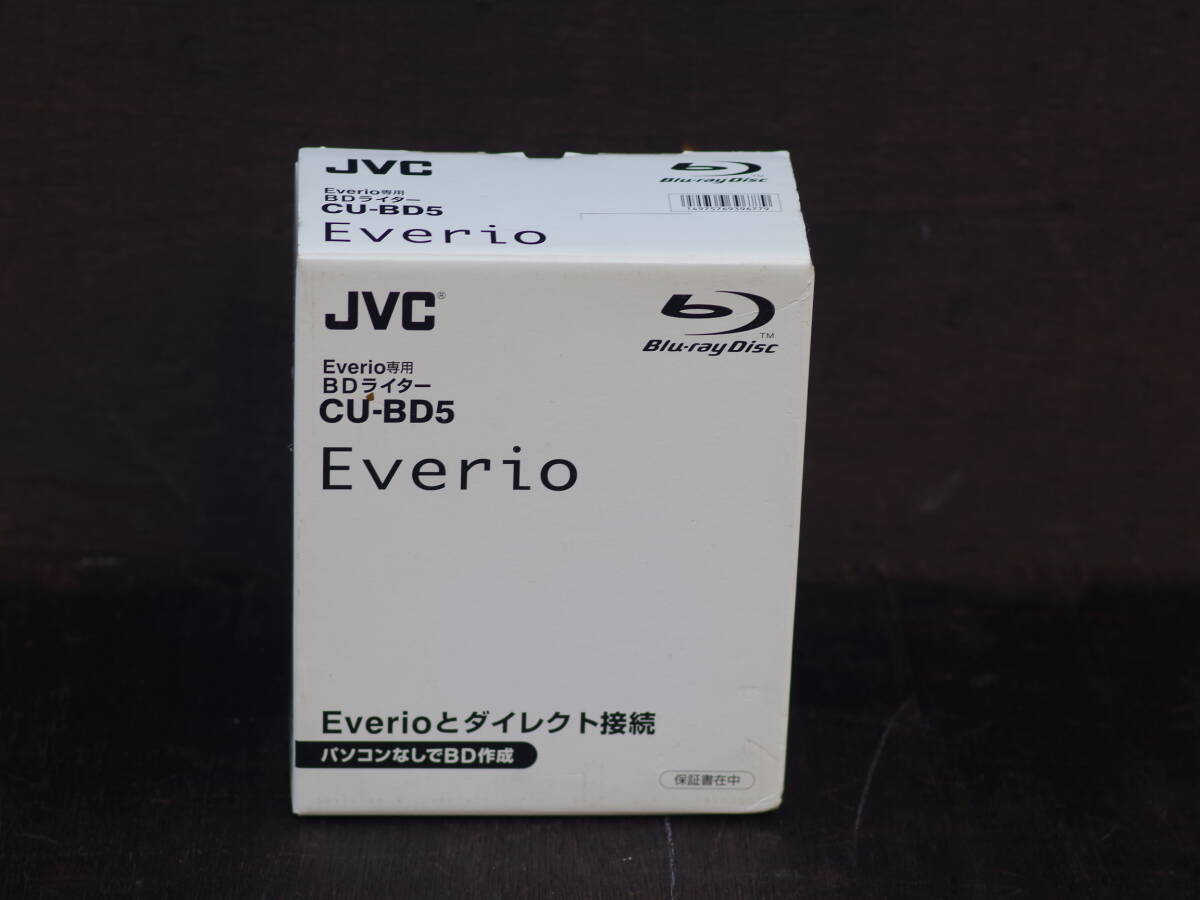 JVC
Blu-ray Disc™
Everio専用
BDライター
CU-BD5
Everio
JVC®
Blu-ray Disc™
Everio専用
BDライター
CU-BD5
Everio
Everioとダイレクト接続
パソコンなしでBD作成
保証書在中